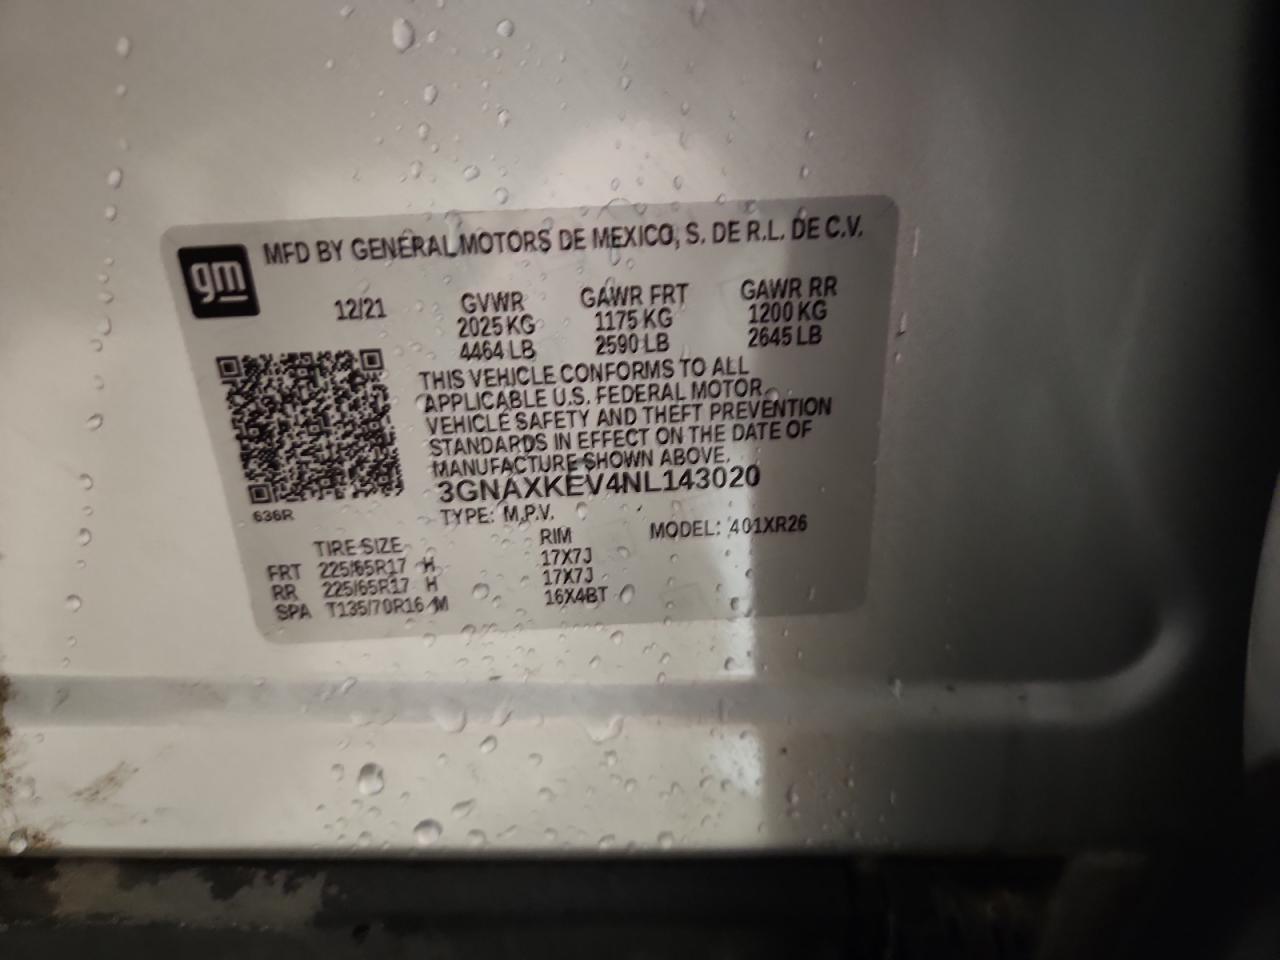 gm
MFD BY GENERAL MOTORS DE MEXICO, S. DE R.L. DE C.V.
12/21 GVWR GAWR FRT GAWR RR
2025 KG 1175 KG 1200 KG
4464 LB 2590 LB 2645 LB
THIS VEHICLE CONFORMS TO ALL
APPLICABLE U.S. FEDERAL MOTOR
VEHICLE SAFETY AND THEFT PREVENTION
STANDARDS IN EFFECT ON THE DATE OF
MANUFACTURE SHOWN ABOVE.
3GNAXKEV4NL143020
636R
TYPE: M.P.V.
MODEL: 401XR26
TIRE SIZE RIM
FRT 225/65R17 H 17X7J
RR 225/65R17 H 17X7J
SPA T135/70R16 M 16X4BT